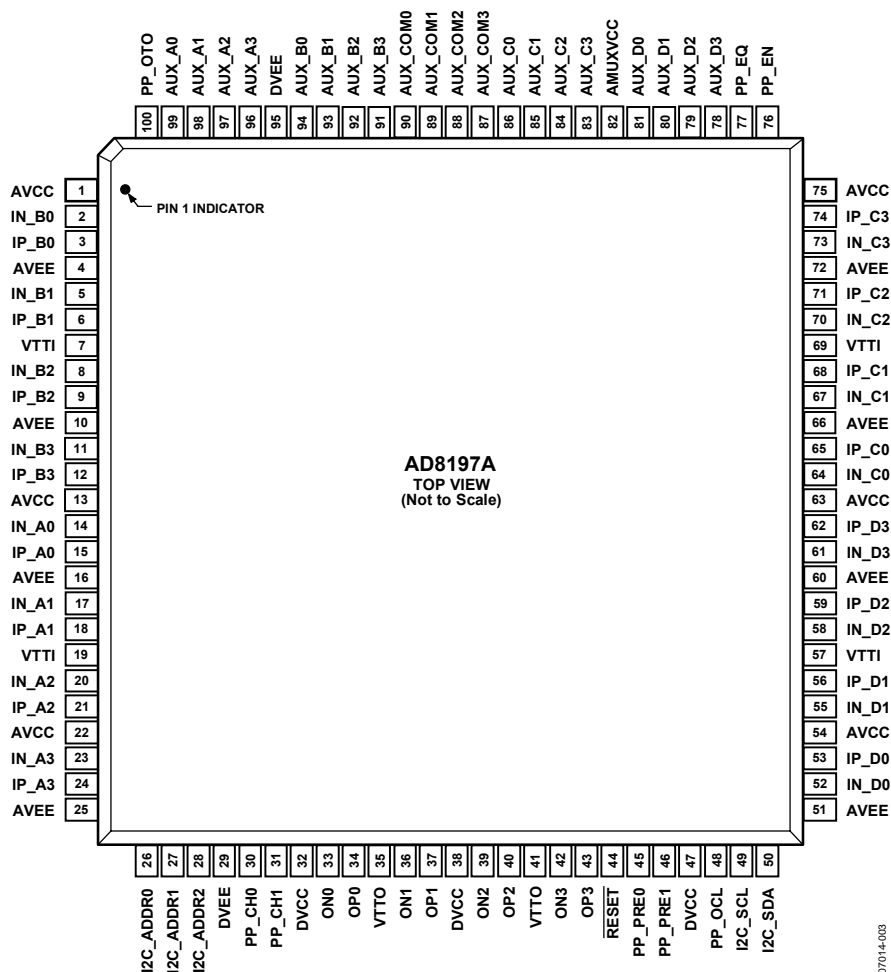 PP_OTO
AUX_A0
AUX_A1
AUX_A2
AUX_A3
DVEE
AUX_B0
AUX_B1
AUX_B2
AUX_B3
AUX_COM0
AUX_COM1
AUX_COM2
AUX_COM3
AUX_C0
AUX_C1
AUX_C2
AUX_C3
AMUXVCC
AUX_D0
AUX_D1
AUX_D2
AUX_D3
PP_EQ
PP_EN
100 99 98 97 96 95 94 93 92 91 90 89 88 87 86 85 84 83 82 81 80 79 78 77 76
AVCC 1
IN_B0 2
IP_B0 3
AVEE 4
IN_B1 5
IP_B1 6
VTTI 7
IN_B2 8
IP_B2 9
AVEE 10
IN_B3 11
IP_B3 12
AVCC 13
IN_A0 14
IP_A0 15
AVEE 16
IN_A1 17
IP_A1 18
VTTI 19
IN_A2 20
IP_A2 21
AVCC 22
IN_A3 23
IP_A3 24
AVEE 25
PIN 1 INDICATOR
AD8197A
TOP VIEW
(Not to Scale)
75 AVCC
74 IP_C3
73 IN_C3
72 AVEE
71 IP_C2
70 IN_C2
69 VTTI
68 IP_C1
67 IN_C1
66 AVEE
65 IP_C0
64 IN_C0
63 AVCC
62 IP_D3
61 IN_D3
60 AVEE
59 IP_D2
58 IN_D2
57 VTTI
56 IP_D1
55 IN_D1
54 AVCC
53 IP_D0
52 IN_D0
51 AVEE
26 27 28 29 30 31 32 33 34 35 36 37 38 39 40 41 42 43 44 45 46 47 48 49 50
I2C_ADDR0
I2C_ADDR1
I2C_ADDR2
DVEE
PP_CH0
PP_CH1
DVCC
ON0
OP0
VTTO
ON1
OP1
DVCC
ON2
OP2
VTTO
ON3
OP3
RESET
PP_PRE0
PP_PRE1
DVCC
PP_OCL
I2C_SCL
I2C_SDA
07014-003